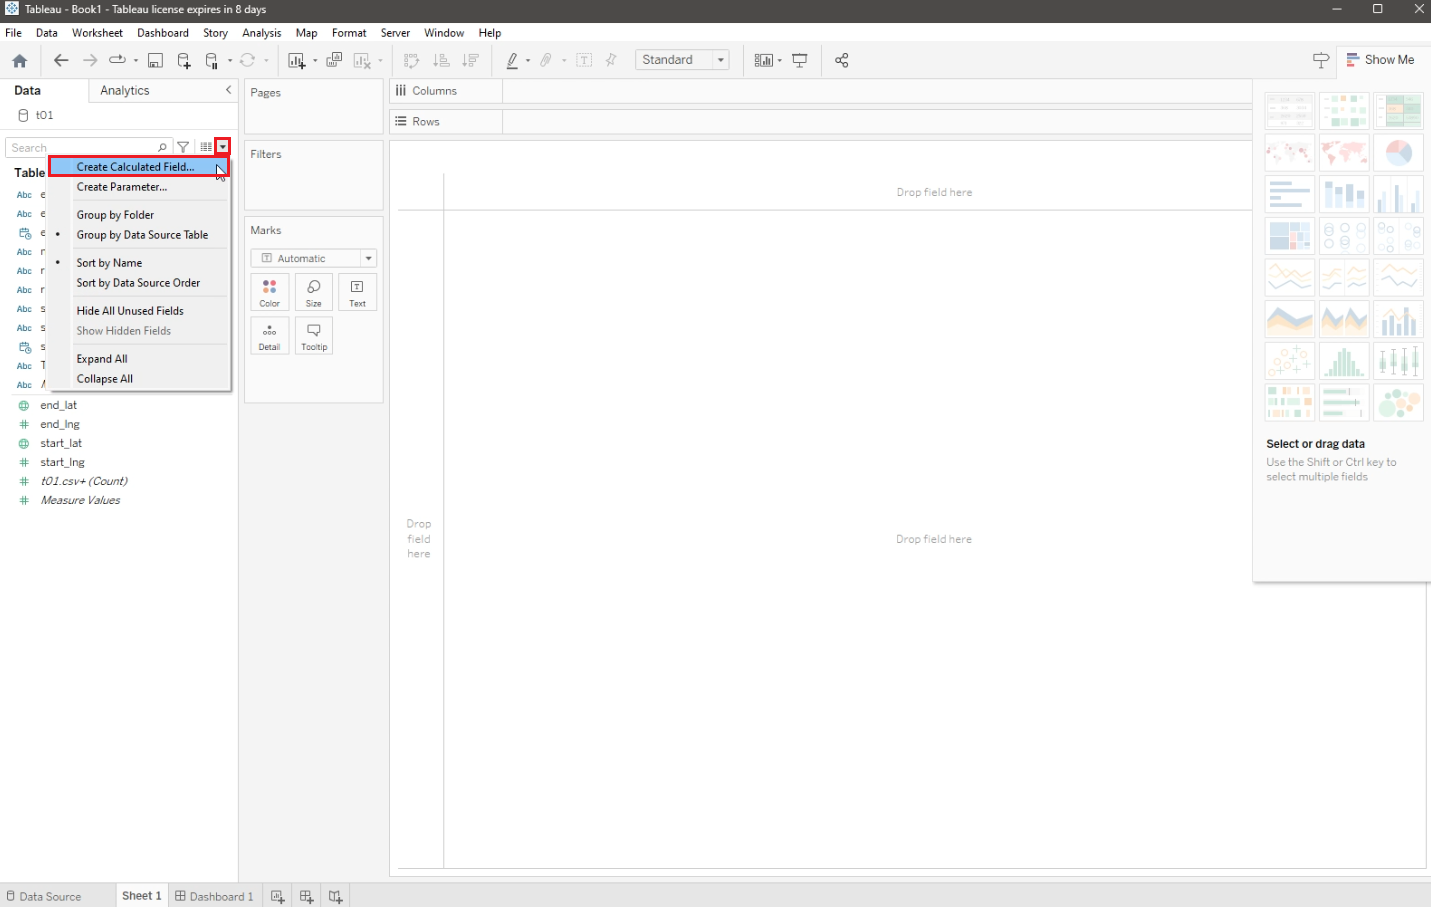 Tableau - Book1 - Tableau license expires in 8 days
File Data Worksheet Dashboard Story Analysis Map Format Server Window Help
Standard
Show Me
Data Analytics
t01
Search
Create Calculated Field...
Create Parameter...
Group by Folder
Group by Data Source Table
Sort by Name
Sort by Data Source Order
Hide All Unused Fields
Show Hidden Fields
Expand All
Collapse All
Table
Abc
Abc
Abc
Abc
Abc
Abc
Abc
Abc
Abc
end_lat
# end_lng
start_lat
# start_lng
# t01.csv+ (Count)
# Measure Values
Pages
Filters
Marks
Automatic
Color Size Text
Detail Tooltip
Columns
Rows
Drop field here
Drop
field
here
Drop field here
Select or drag data
Use the Shift or Ctrl key to
select multiple fields
Data Source Sheet 1 Dashboard 1